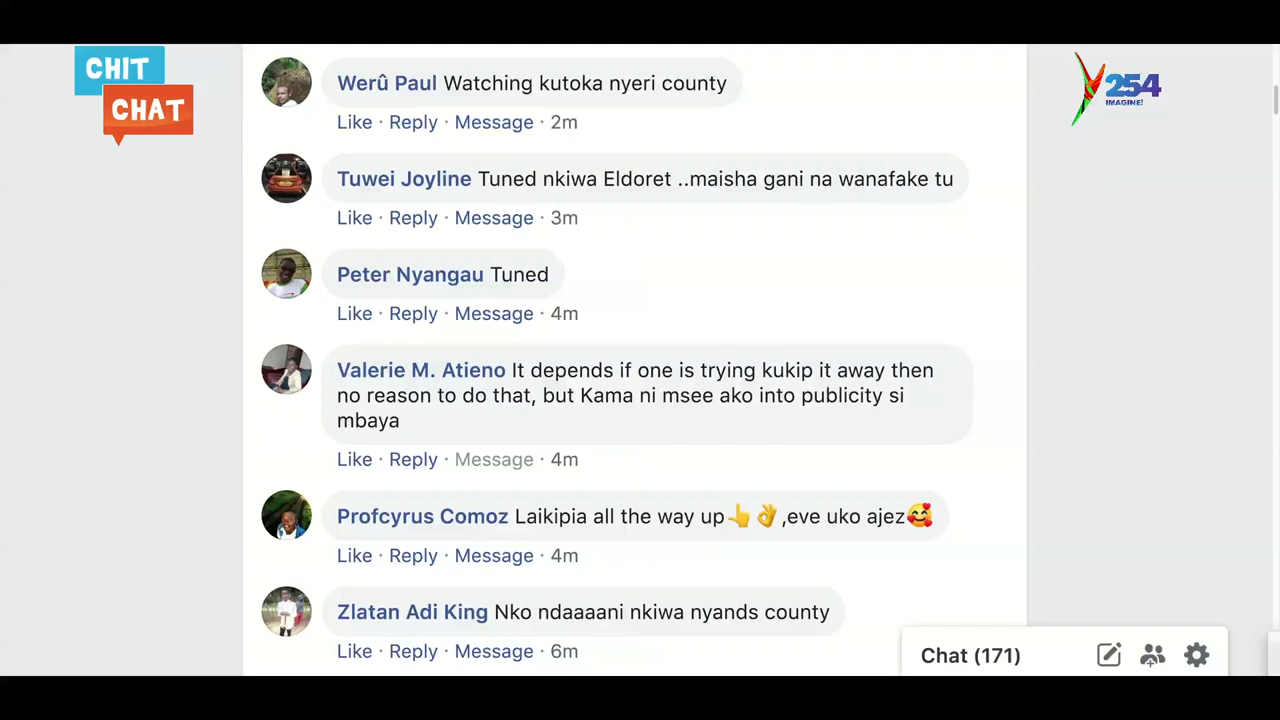 CHIT
CHAT
254
IMAGINE!
Werû Paul Watching kutoka nyeri county
Like · Reply · Message · 2m
Tuwei Joyline Tuned nkiwa Eldoret ..maisha gani na wanafake tu
Like · Reply · Message · 3m
Peter Nyangau Tuned
Like · Reply · Message · 4m
Valerie M. Atieno It depends if one is trying kukip it away then
no reason to do that, but Kama ni msee ako into publicity si
mbaya
Like · Reply · Message · 4m
Profcyrus Comoz Laikipia all the way up👆👌,eve uko ajez🥰
Like · Reply · Message · 4m
Zlatan Adi King Nko ndaaaani nkiwa nyands county
Like · Reply · Message · 6m
Chat (171)